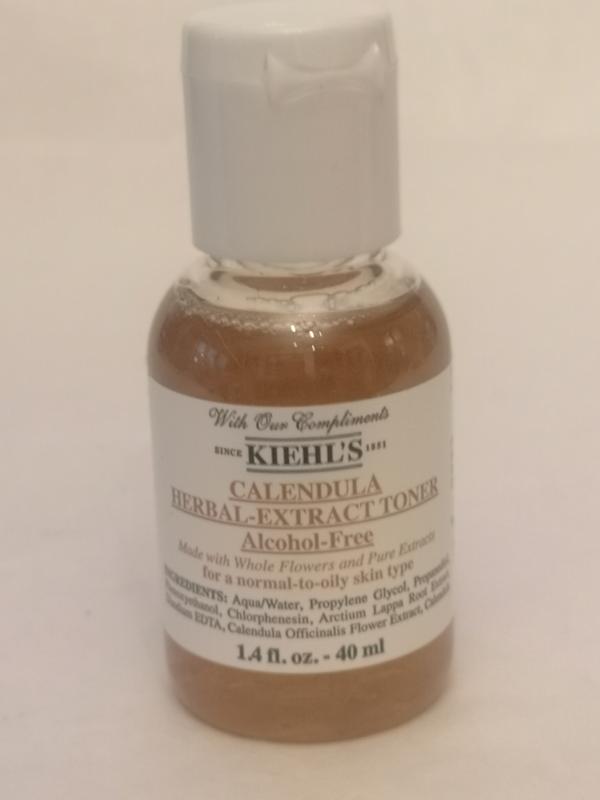 With Our Compliments
SINCE KIEHL'S 1851
CALENDULA
HERBAL-EXTRACT TONER
Alcohol-Free
Made with Whole Flowers and Pure Extracts
for a normal-to-oily skin type
INGREDIENTS: Aqua/Water, Propylene Glycol,
Chlorphenesin, Arctium Lappa Root
EDTA, Calendula Officinalis Flower Extract,
1.4 fl. oz. - 40 ml